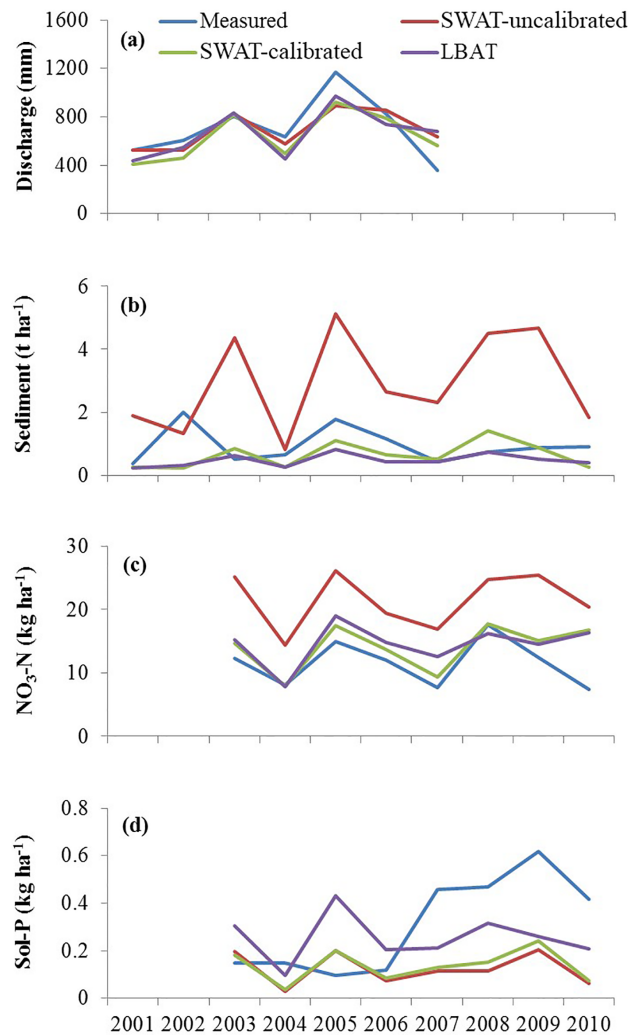 Measured SWAT-uncalibrated
SWAT-calibrated LBAT
(a)
Discharge (mm)
1600
1200
800
400
0
(b)
Sediment (t ha⁻¹)
6
4
2
0
(c)
NO₃-N (kg ha⁻¹)
30
20
10
0
(d)
Sol-P (kg ha⁻¹)
0.8
0.6
0.4
0.2
0
2001 2002 2003 2004 2005 2006 2007 2008 2009 2010